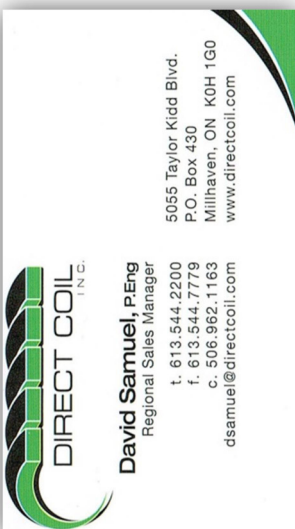 DIRECT COIL
INC.
David Samuel, P.Eng
Regional Sales Manager
t. 613.544.2200
f. 613.544.7779
c. 506.962.1163
dsamuel@directcoil.com
5055 Taylor Kidd Blvd.
P.O. Box 430
Millhaven, ON K0H 1G0
www.directcoil.com